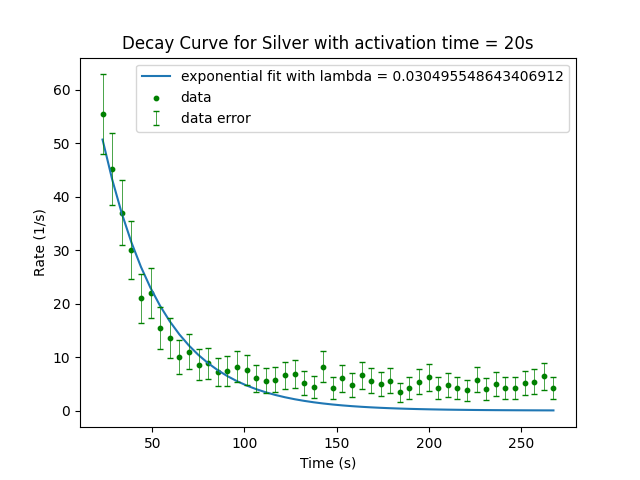 Decay Curve for Silver with activation time = 20s
exponential fit with lambda = 0.030495548643406912
data
data error
60
50
40
30
20
10
0
Rate (1/s)
50
100
150
200
250
Time (s)